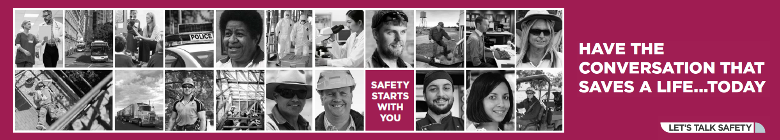 POLICE
SAFETY
STARTS
WITH
YOU
HAVE THE
CONVERSATION THAT
SAVES A LIFE...TODAY
LET'S TALK SAFETY